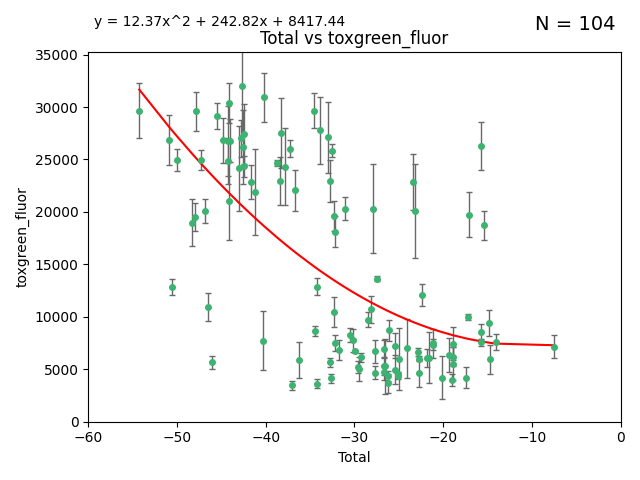 y = 12.37x^2 + 242.82x + 8417.44
N = 104
Total vs toxgreen_fluor
35000
30000
25000
20000
15000
10000
5000
0
toxgreen_fluor
−60 −50 −40 −30 −20 −10 0
Total